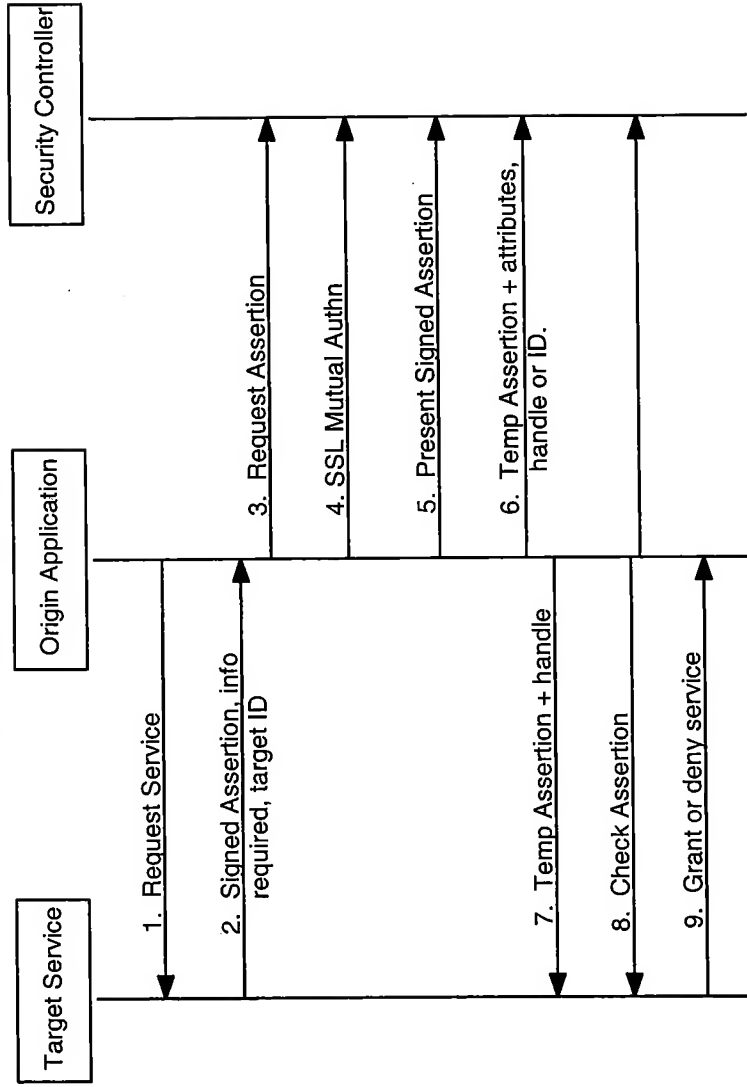 Target Service
Origin Application
Security Controller
1. Request Service
2. Signed Assertion, info
required, target ID
3. Request Assertion
4. SSL Mutual Authn
5. Present Signed Assertion
6. Temp Assertion + attributes,
handle or ID.
7. Temp Assertion + handle
8. Check Assertion
9. Grant or deny service